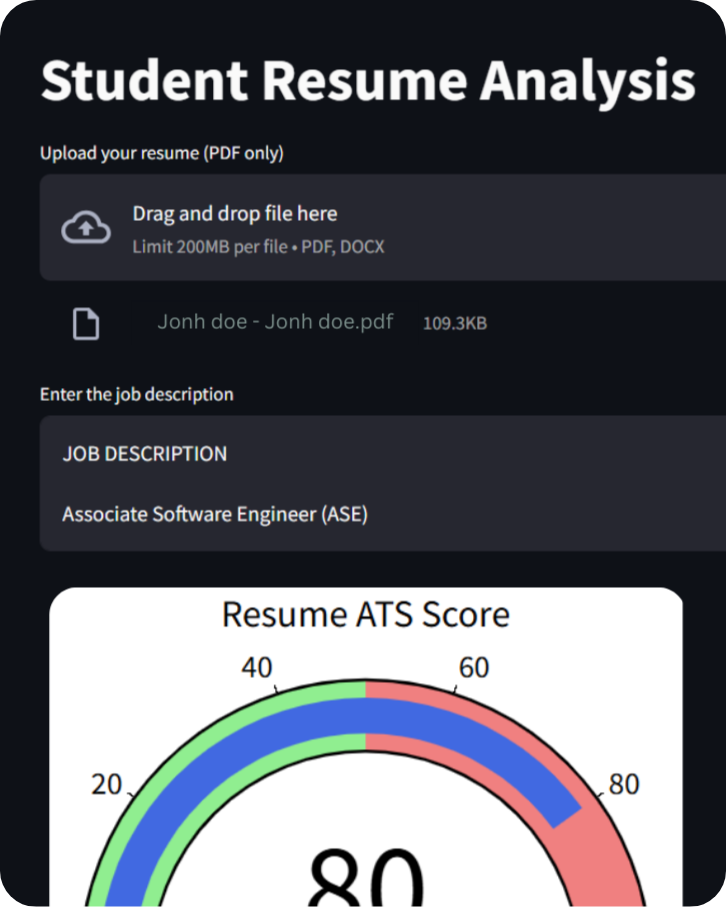 Student Resume Analysis
Upload your resume (PDF only)
Drag and drop file here
Limit 200MB per file • PDF, DOCX
Jonh doe - Jonh doe.pdf 109.3KB
Enter the job description
JOB DESCRIPTION
Associate Software Engineer (ASE)
Resume ATS Score
40 60
20 80
80